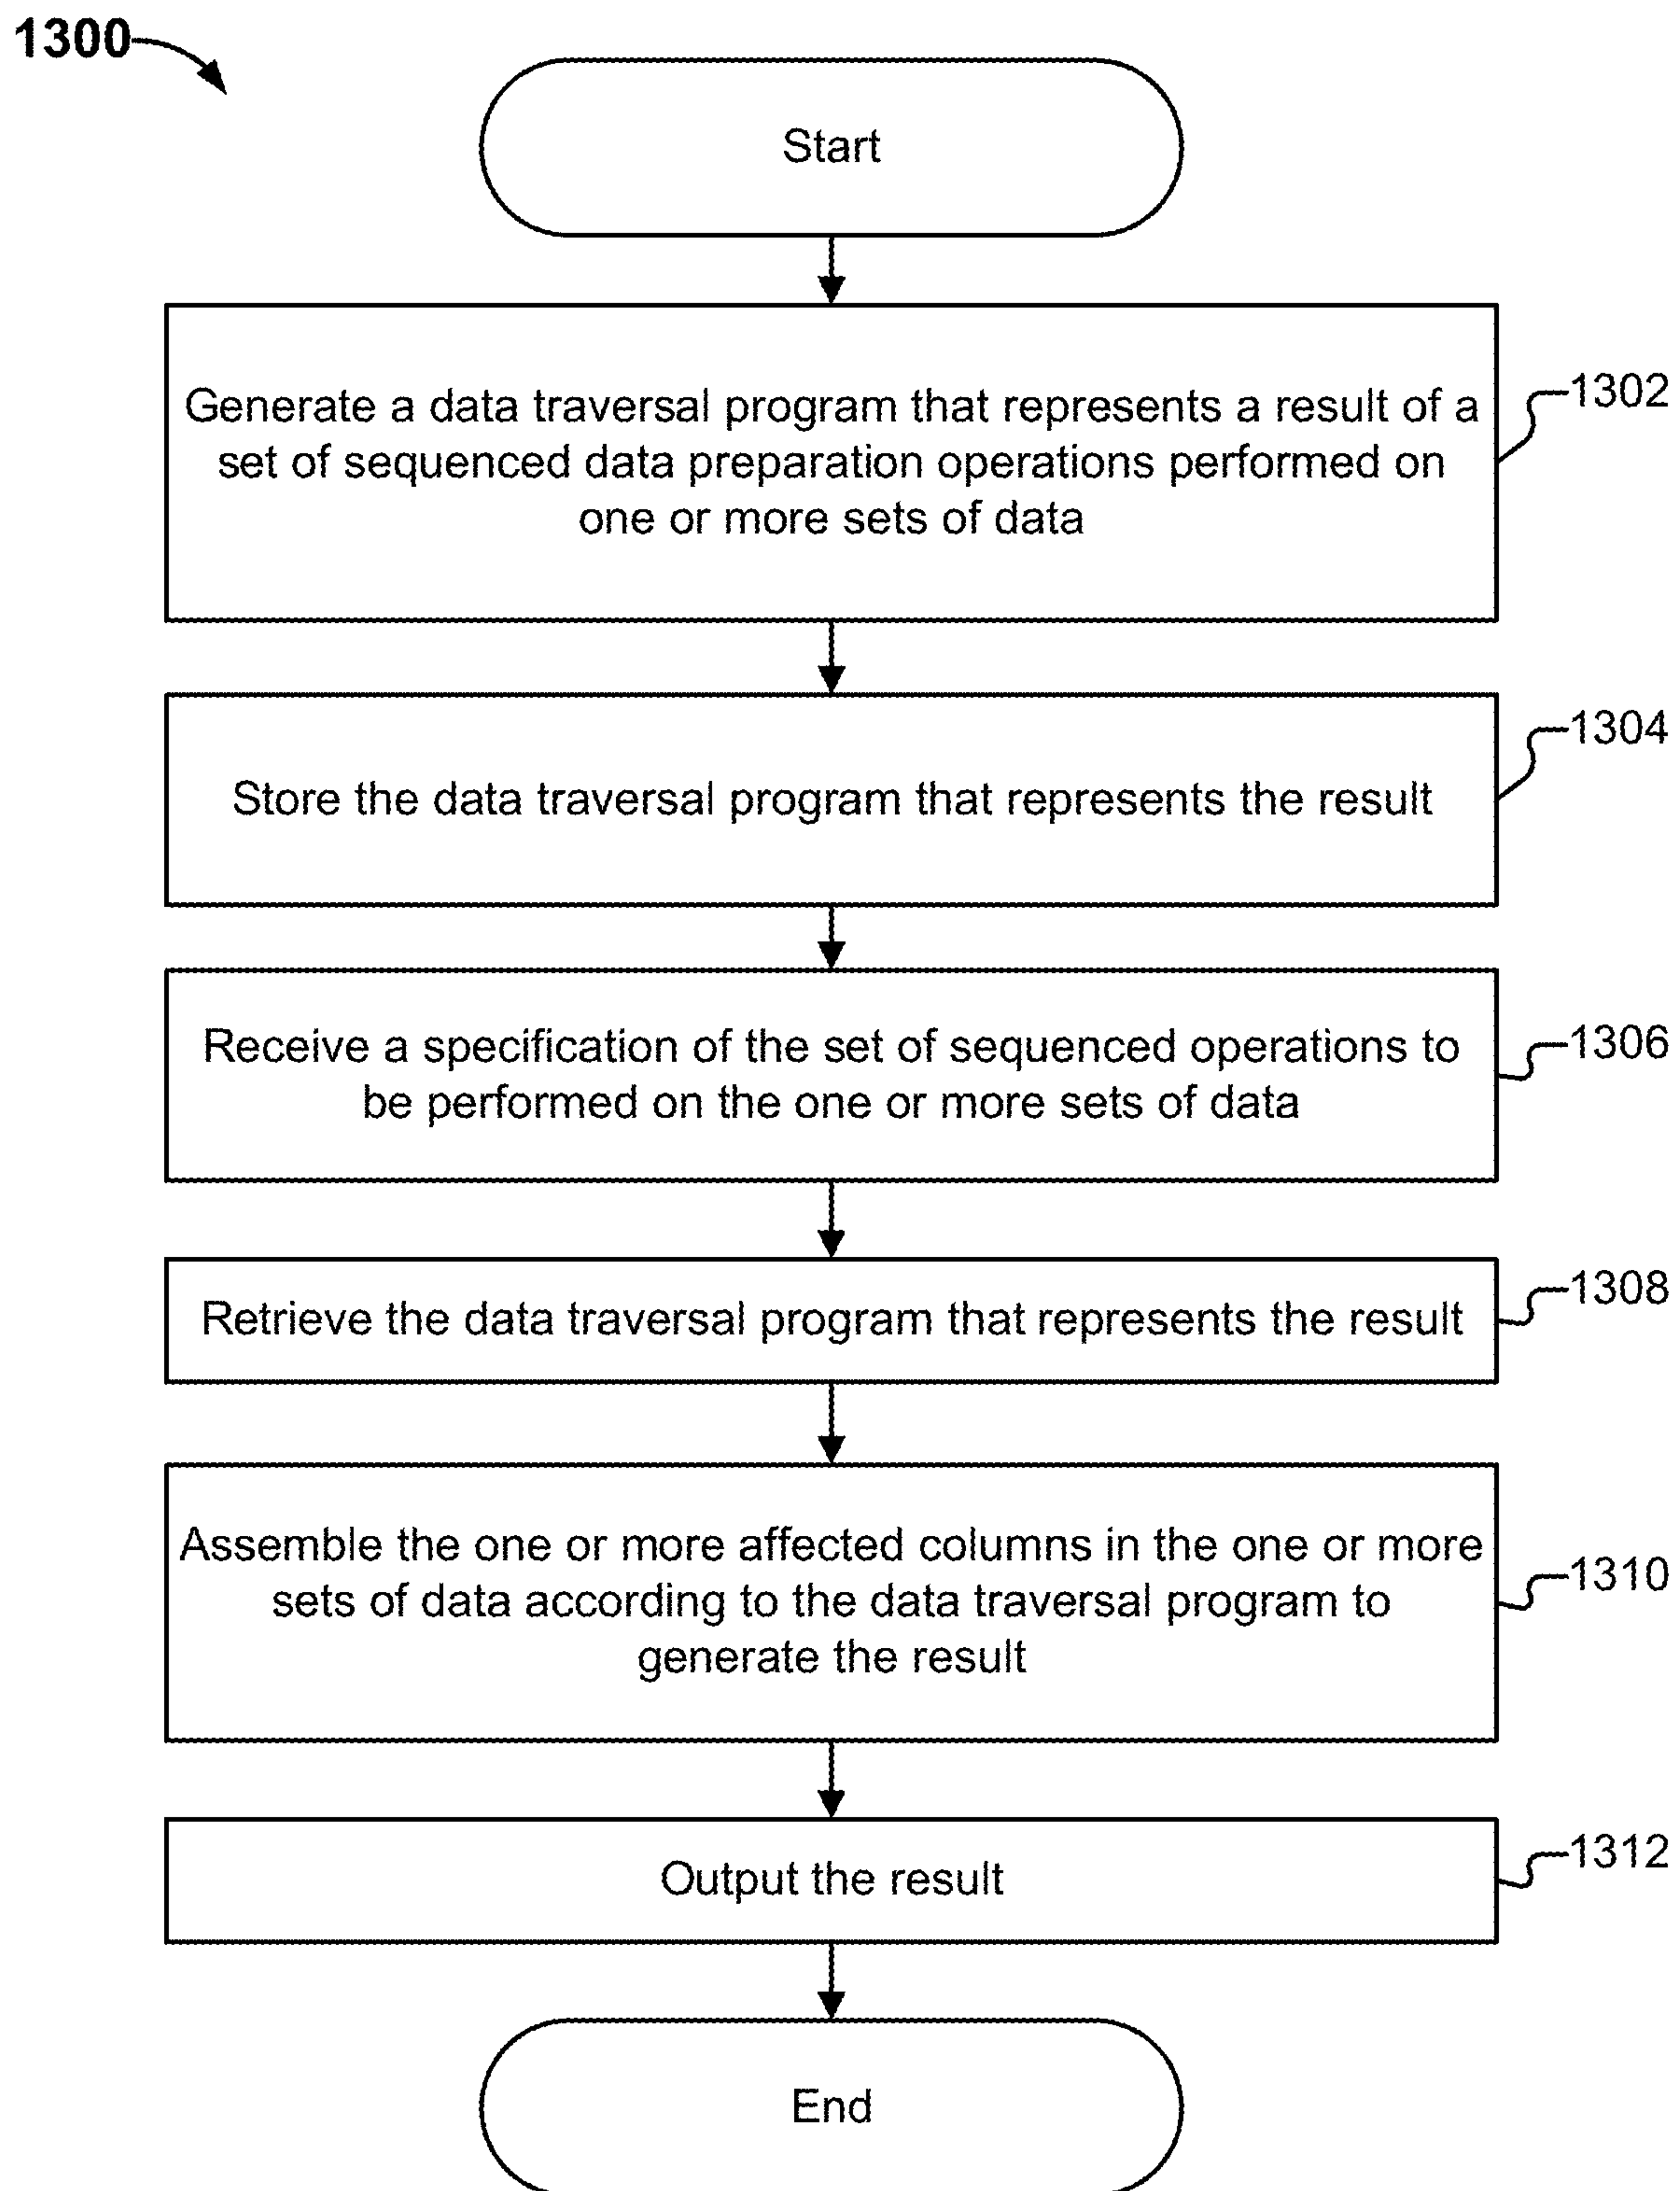 1300
Start
Generate a data traversal program that represents a result of a
set of sequenced data preparation operations performed on
one or more sets of data
1302
Store the data traversal program that represents the result
1304
Receive a specification of the set of sequenced operations to
be performed on the one or more sets of data
1306
Retrieve the data traversal program that represents the result
1308
Assemble the one or more affected columns in the one or more
sets of data according to the data traversal program to
generate the result
1310
Output the result
1312
End